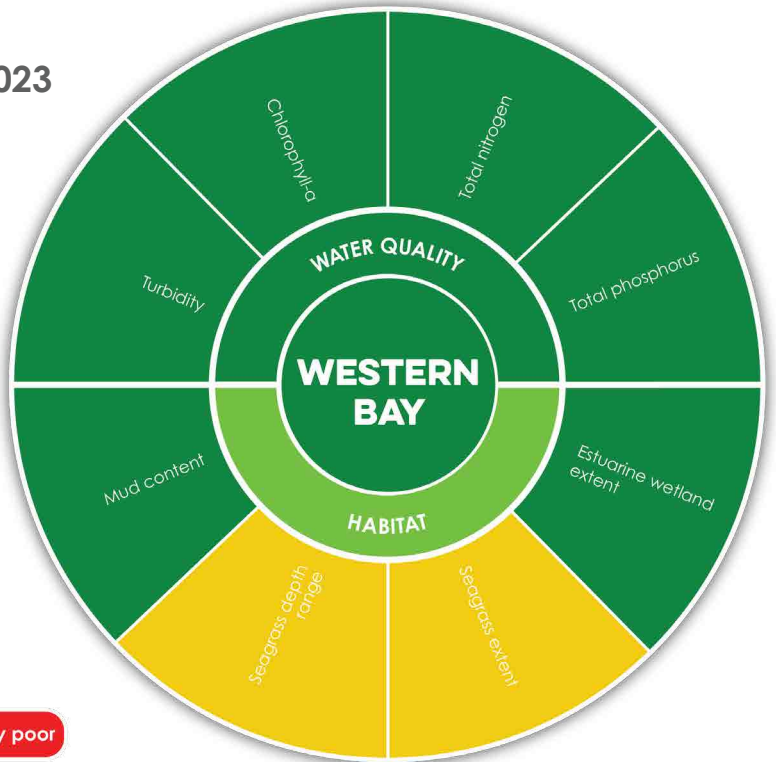 023
Chlorophyll-a
Total nitrogen
Turbidity
Total phosphorus
WATER QUALITY
WESTERN
BAY
HABITAT
Mud content
Estuarine wetland
extent
Seagrass depth
range
Seagrass extent
y poor